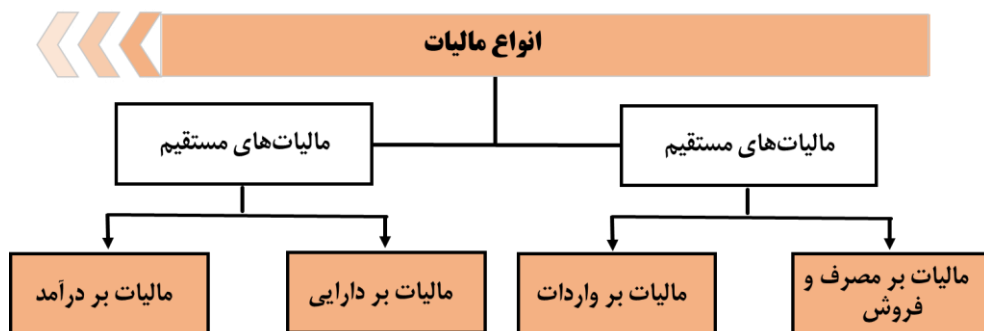 انواع مالیات
مالیات‌های مستقیم
مالیات‌های مستقیم
مالیات بر مصرف و
فروش
مالیات بر واردات
مالیات بر دارایی
مالیات بر درآمد